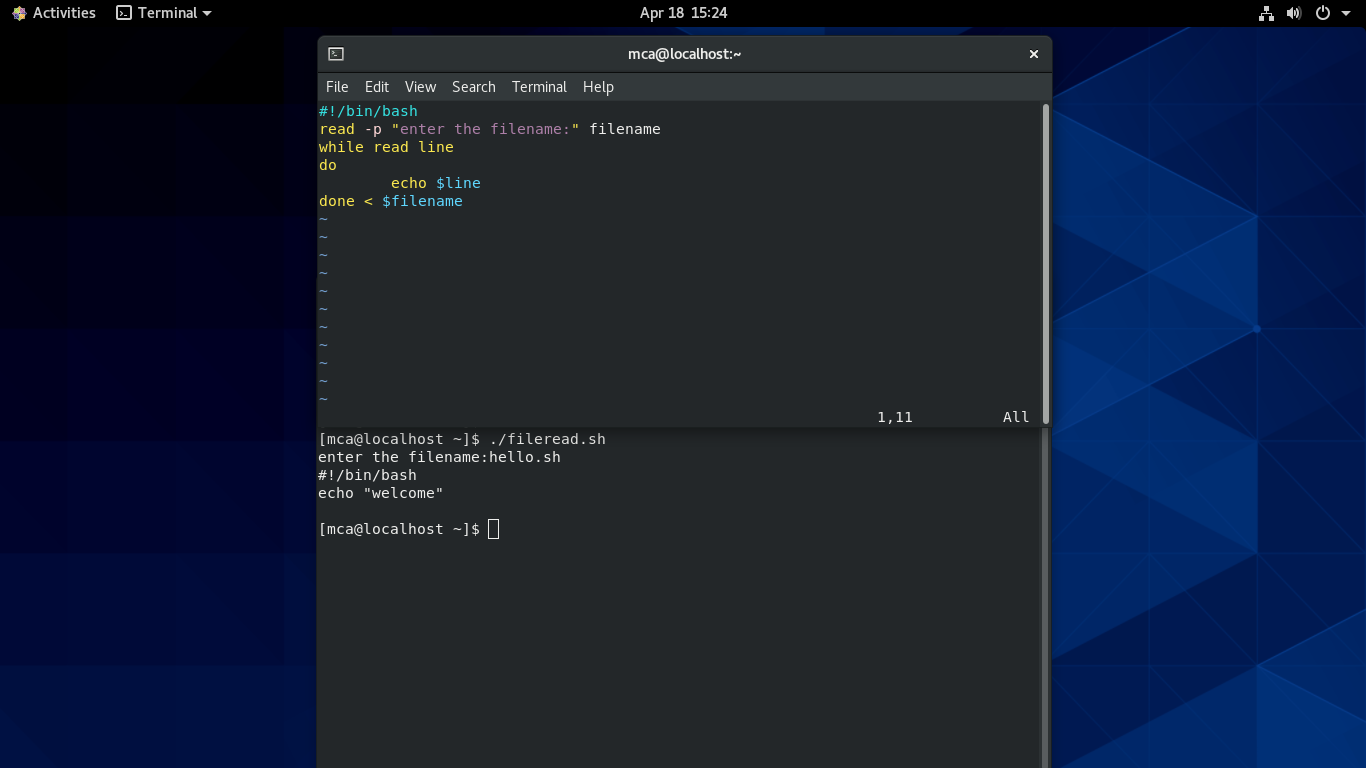 Activities Terminal Apr 18 15:24
mca@localhost:~
File Edit View Search Terminal Help
#!/bin/bash
read -p "enter the filename:" filename
while read line
do
        echo $line
done < $filename
~
~
~
~
~
~
~
~
~
~
~
1,11 All
[mca@localhost ~]$ ./fileread.sh
enter the filename:hello.sh
#!/bin/bash
echo "welcome"

[mca@localhost ~]$